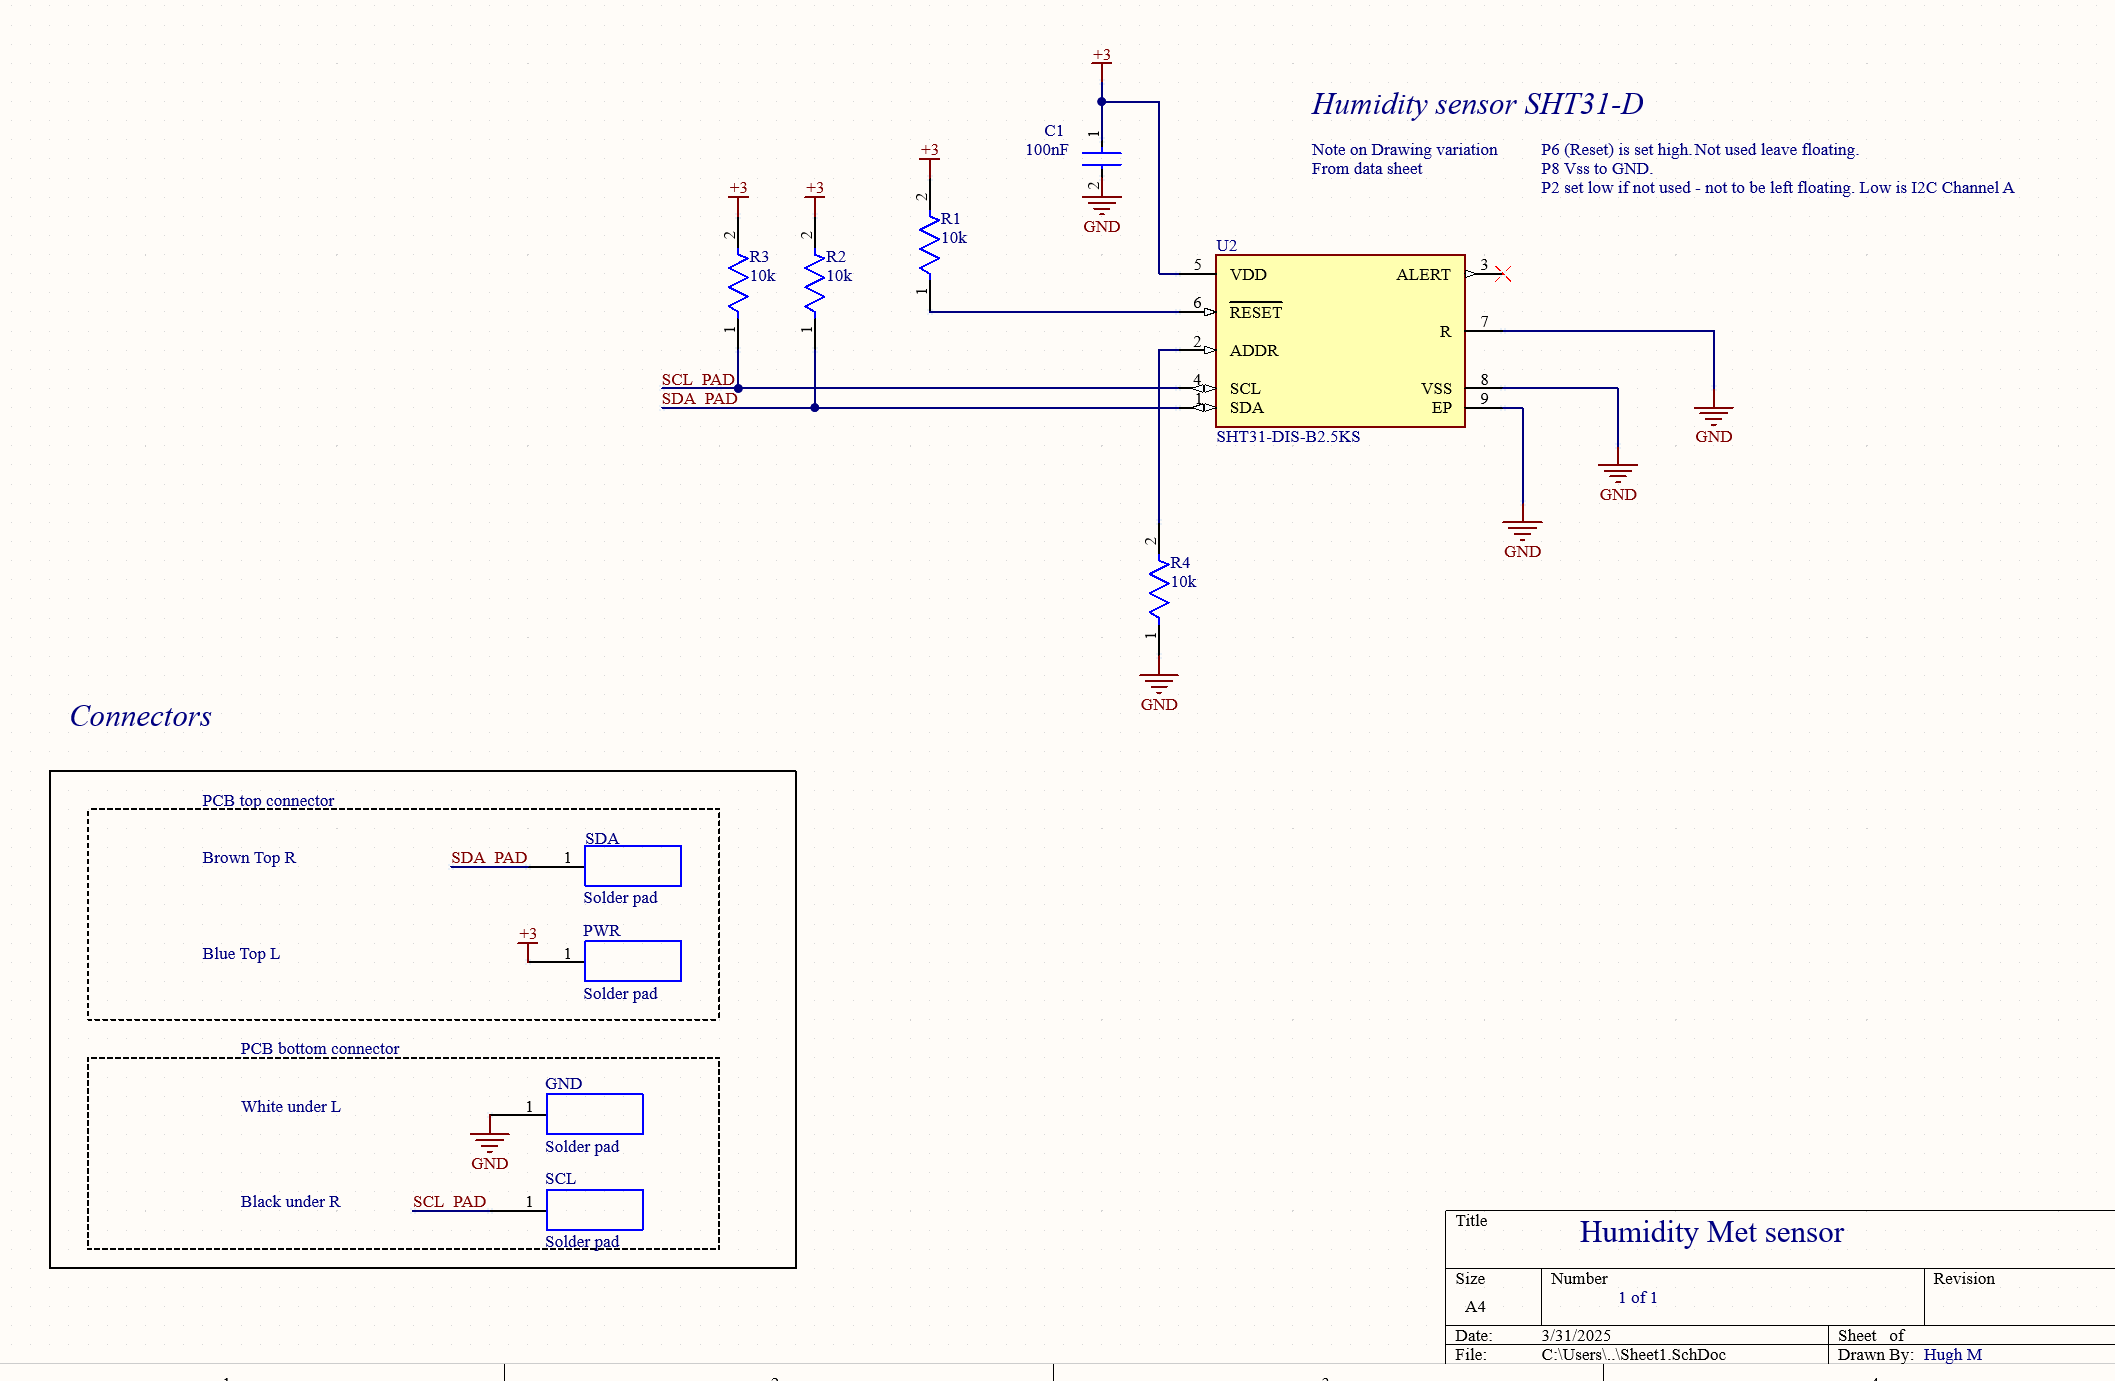 +3
Humidity sensor SHT31-D
C1
100nF
1
2
GND
Note on Drawing variation
From data sheet
P6 (Reset) is set high. Not used leave floating.
P8 Vss to GND.
P2 set low if not used - not to be left floating. Low is I2C Channel A
+3
2
R1
10k
1
+3
2
R3
10k
1
+3
2
R2
10k
1
SCL_PAD
SDA_PAD
U2
5 VDD
6 RESET
2 ADDR
4 SCL
1 SDA
ALERT 3
R 7
VSS 8
EP 9
SHT31-DIS-B2.5KS
GND
GND
GND
2
R4
10k
1
GND
Connectors
PCB top connector
Brown Top R
SDA_PAD
1
SDA
Solder pad
Blue Top L
+3
1
PWR
Solder pad
PCB bottom connector
White under L
GND
1
GND
Solder pad
Black under R
SCL_PAD
1
SCL
Solder pad
Title
Humidity Met sensor
Size
A4
Number
1 of 1
Revision
Date: 3/31/2025
Sheet of
File: C:\Users\..\Sheet1.SchDoc
Drawn By: Hugh M